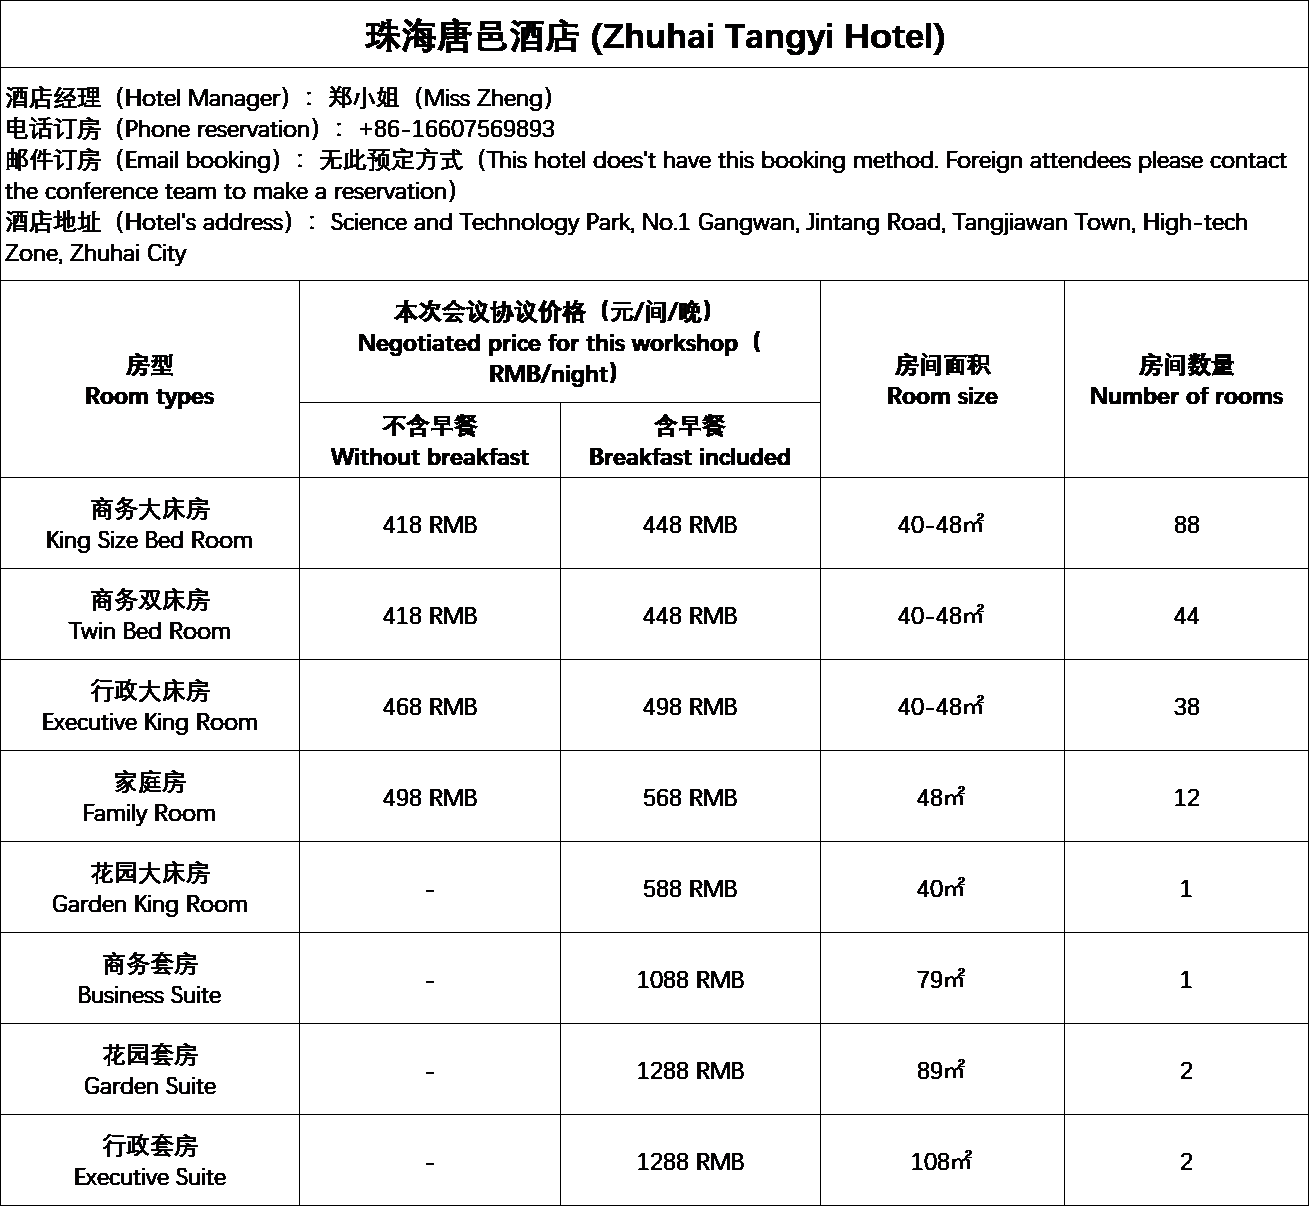 珠海唐邑酒店 (Zhuhai Tangyi Hotel)
酒店经理（Hotel Manager）：郑小姐（Miss Zheng）
电话订房（Phone reservation）：+86-16607569893
邮件订房（Email booking）：无此预定方式（This hotel does't have this booking method. Foreign attendees please contact
the conference team to make a reservation）
酒店地址（Hotel's address）：Science and Technology Park, No.1 Gangwan, Jintang Road, Tangjiawan Town, High-tech
Zone, Zhuhai City
房型
Room types
本次会议协议价格（元/间/晚）
Negotiated price for this workshop（
RMB/night）
房间面积
Room size
房间数量
Number of rooms
不含早餐
Without breakfast
含早餐
Breakfast included
商务大床房
King Size Bed Room
418 RMB
448 RMB
40-48㎡
88
商务双床房
Twin Bed Room
418 RMB
448 RMB
40-48㎡
44
行政大床房
Executive King Room
468 RMB
498 RMB
40-48㎡
38
家庭房
Family Room
498 RMB
568 RMB
48㎡
12
花园大床房
Garden King Room
-
588 RMB
40㎡
1
商务套房
Business Suite
-
1088 RMB
79㎡
1
花园套房
Garden Suite
-
1288 RMB
89㎡
2
行政套房
Executive Suite
-
1288 RMB
108㎡
2